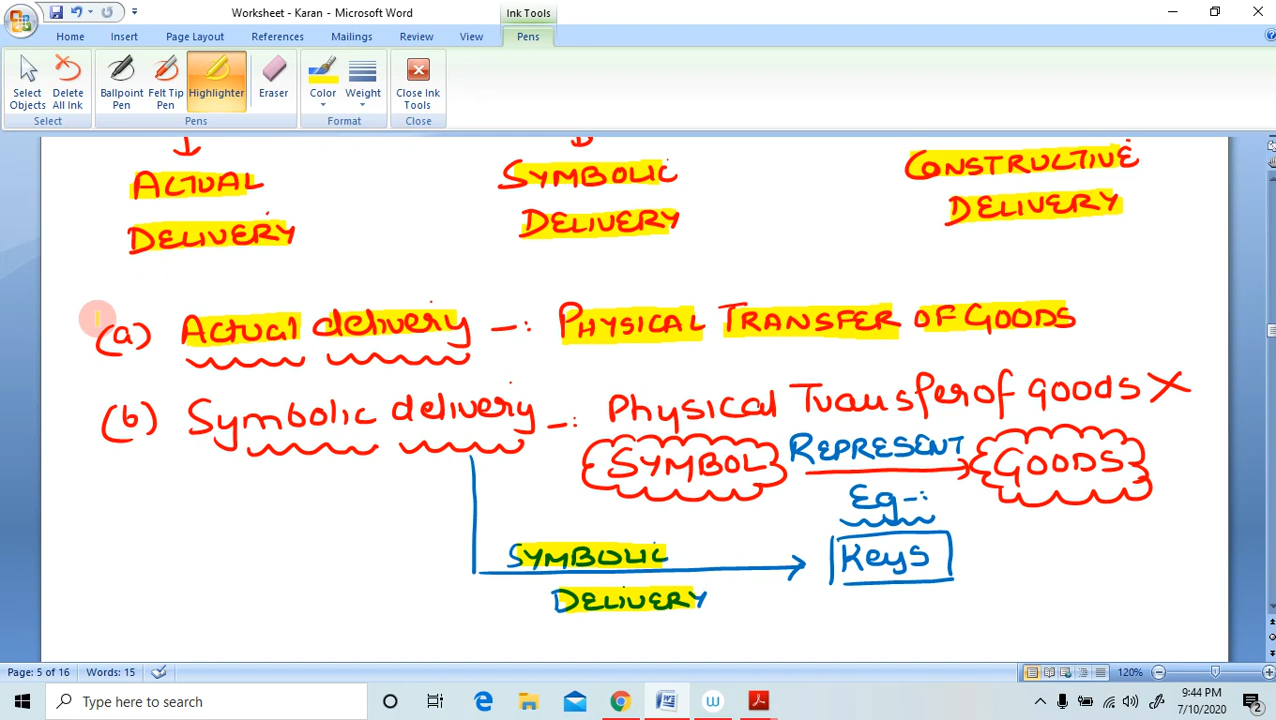 Worksheet - Karan - Microsoft Word
Ink Tools
Home Insert Page Layout References Mailings Review View Pens
Select Objects
Delete All Ink
Ballpoint Pen
Felt Tip Pen
Highlighter
Eraser
Color
Weight
Close Ink Tools
Select Pens Format Close
ACTUAL DELIVERY
SYMBOLIC DELIVERY
CONSTRUCTIVE DELIVERY
(a) Actual delivery -: PHYSICAL TRANSFER OF GOODS
(b) Symbolic delivery -: Physical Transfer of goods X
SYMBOL REPRESENT GOODS
Eg -:
SYMBOLIC DELIVERY
Keys
Page: 5 of 16 Words: 15 120%
Type here to search
9:44 PM
7/10/2020
2